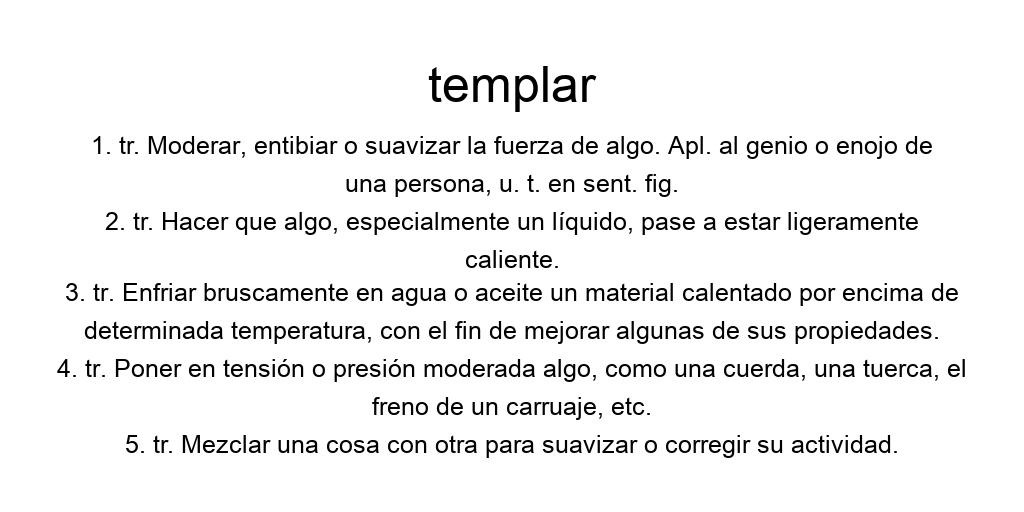 templar
1. tr. Moderar, entibiar o suavizar la fuerza de algo. Apl. al genio o enojo de
una persona, u. t. en sent. fig.
2. tr. Hacer que algo, especialmente un líquido, pase a estar ligeramente
caliente.
3. tr. Enfriar bruscamente en agua o aceite un material calentado por encima de
determinada temperatura, con el fin de mejorar algunas de sus propiedades.
4. tr. Poner en tensión o presión moderada algo, como una cuerda, una tuerca, el
freno de un carruaje, etc.
5. tr. Mezclar una cosa con otra para suavizar o corregir su actividad.